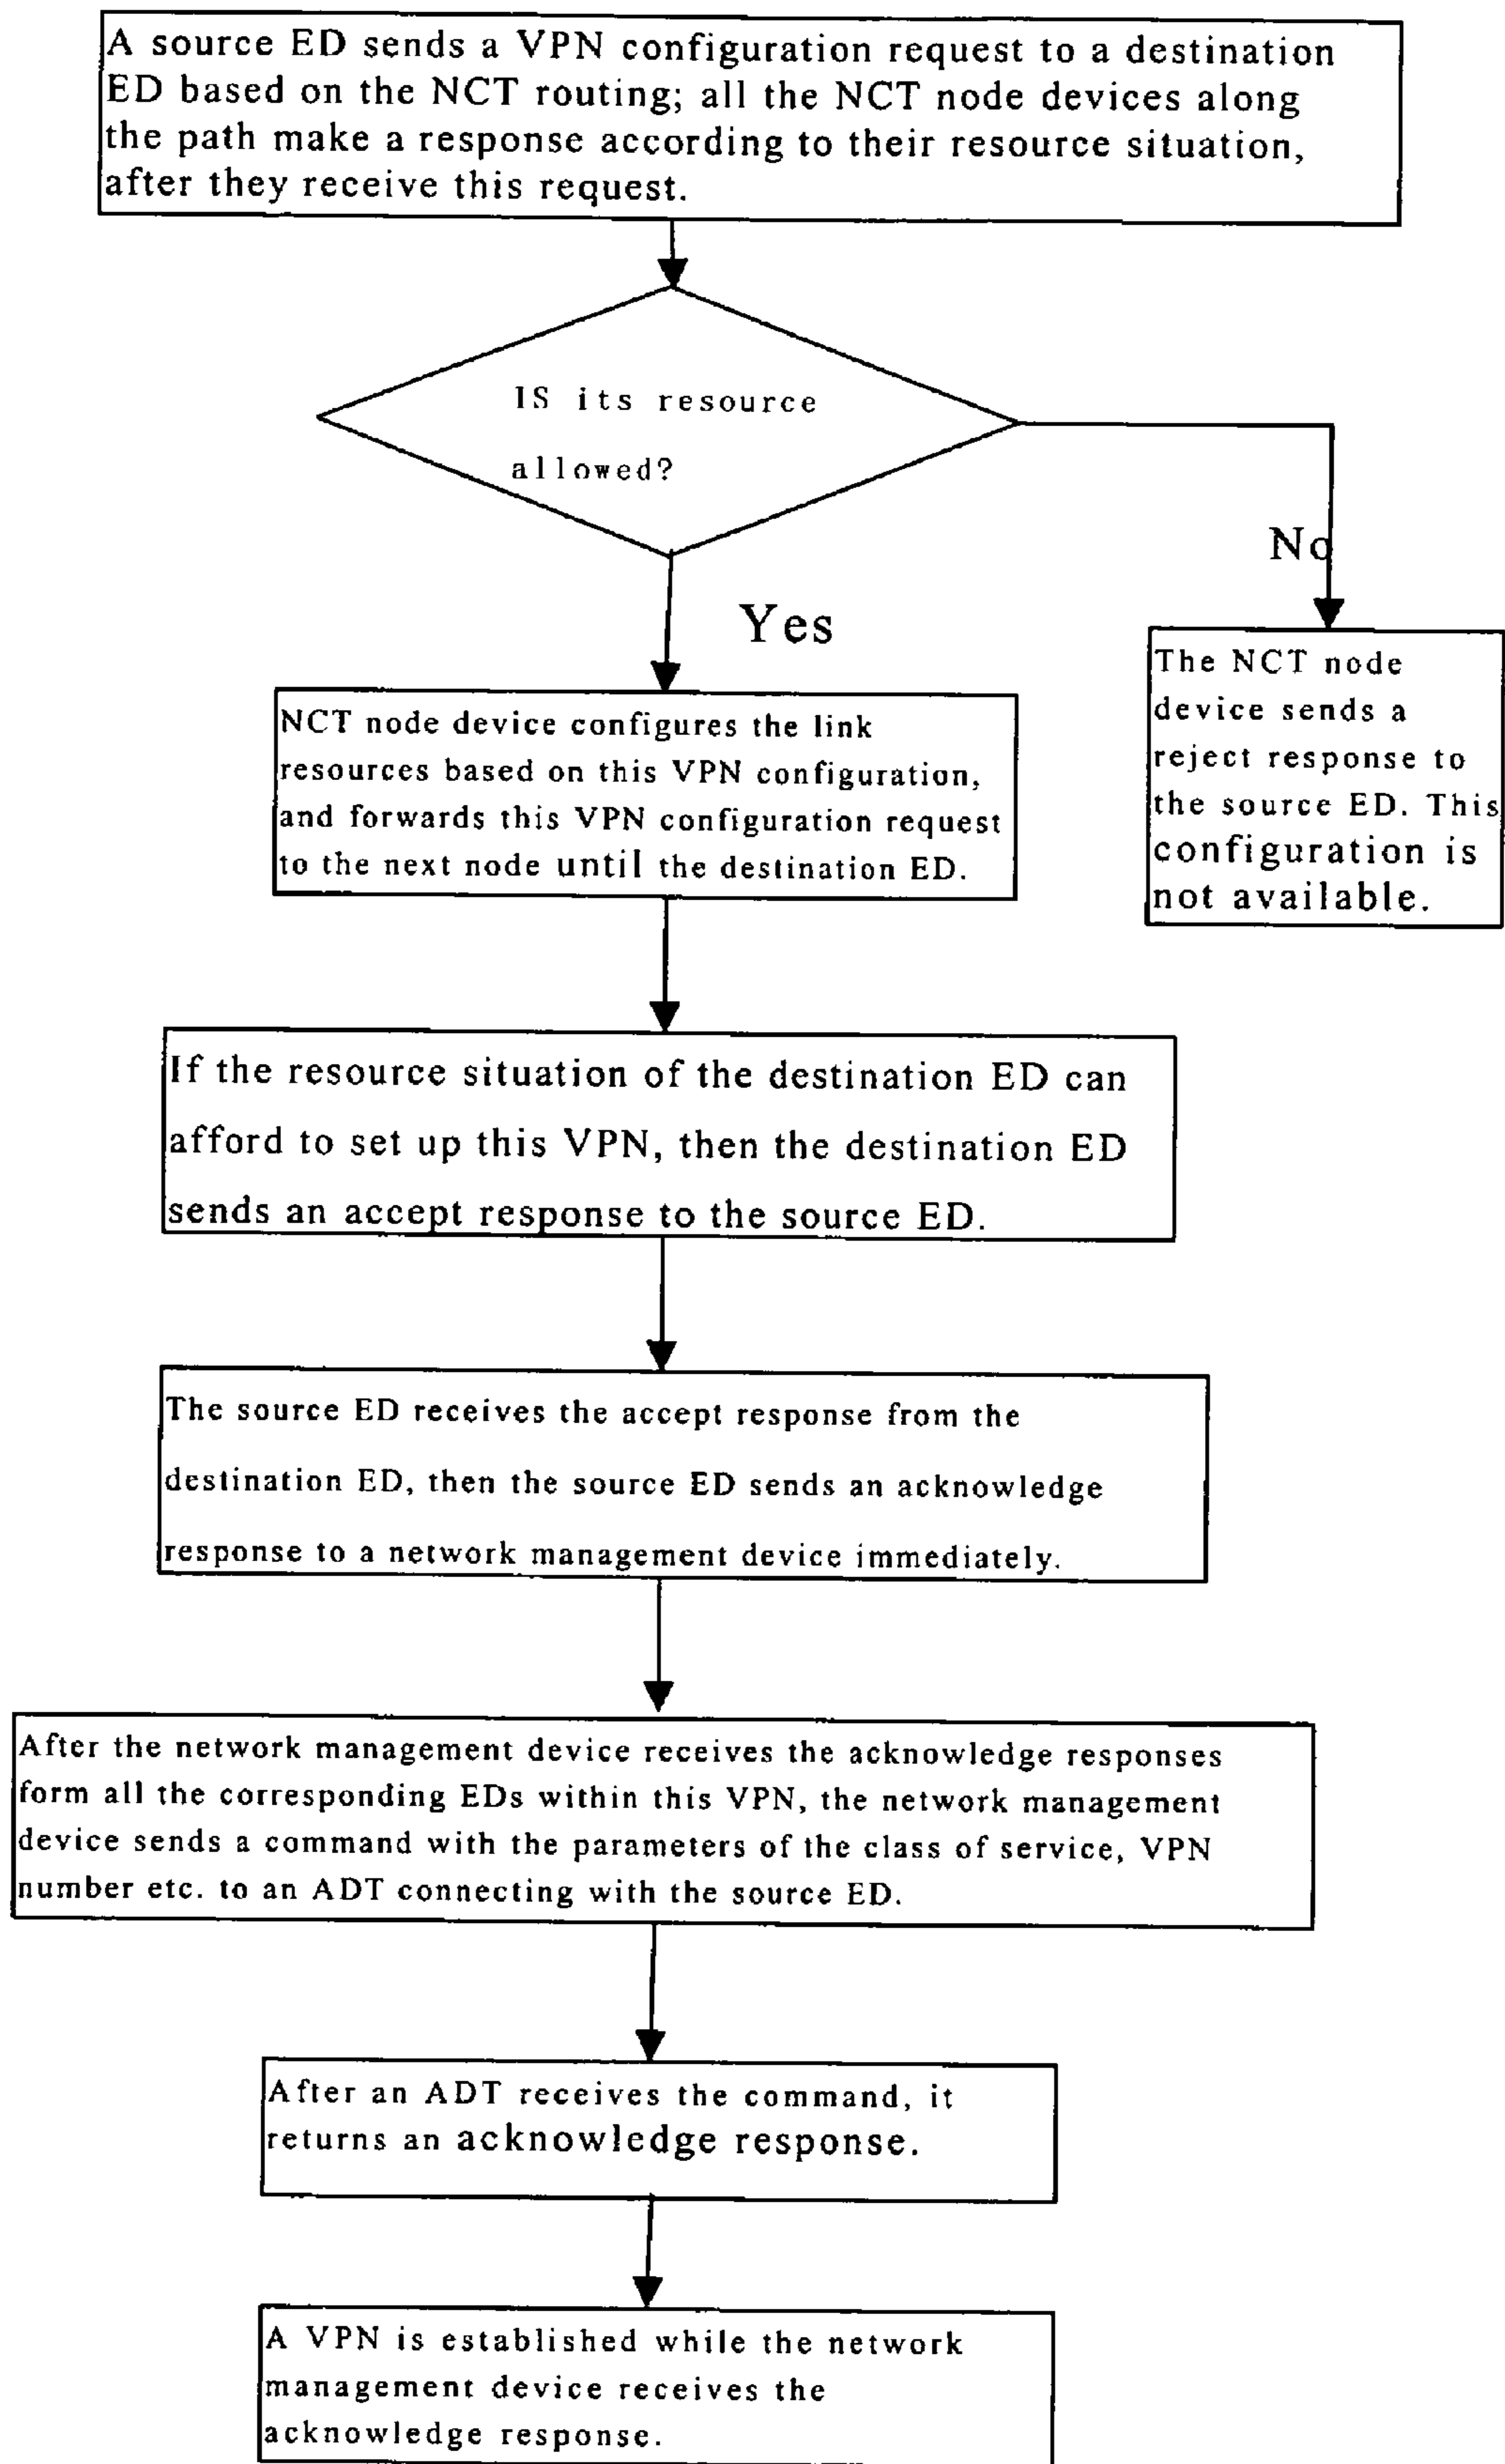 A source ED sends a VPN configuration request to a destination
ED based on the NCT routing; all the NCT node devices along
the path make a response according to their resource situation,
after they receive this request.
IS its resource
allowed?
No
Yes
The NCT node
device sends a
reject response to
the source ED. This
configuration is
not available.
NCT node device configures the link
resources based on this VPN configuration,
and forwards this VPN configuration request
to the next node until the destination ED.
If the resource situation of the destination ED can
afford to set up this VPN, then the destination ED
sends an accept response to the source ED.
The source ED receives the accept response from the
destination ED, then the source ED sends an acknowledge
response to a network management device immediately.
After the network management device receives the acknowledge responses
form all the corresponding EDs within this VPN, the network management
device sends a command with the parameters of the class of service, VPN
number etc. to an ADT connecting with the source ED.
After an ADT receives the command, it
returns an acknowledge response.
A VPN is established while the network
management device receives the
acknowledge response.